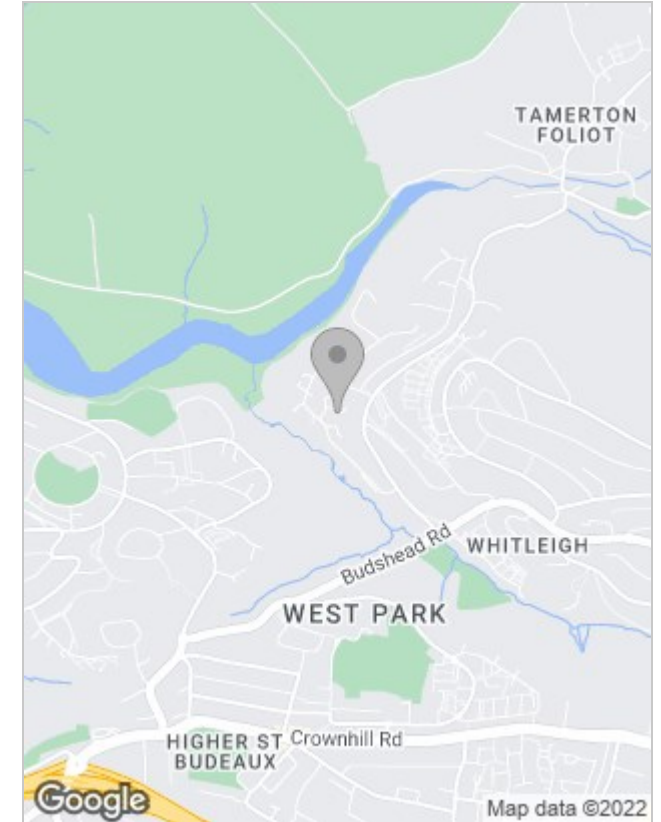 TAMERTON
FOLIOT
Budshead Rd
WHITLEIGH
WEST PARK
HIGHER ST
BUDEAUX
Crownhill Rd
Google
Map data ©2022